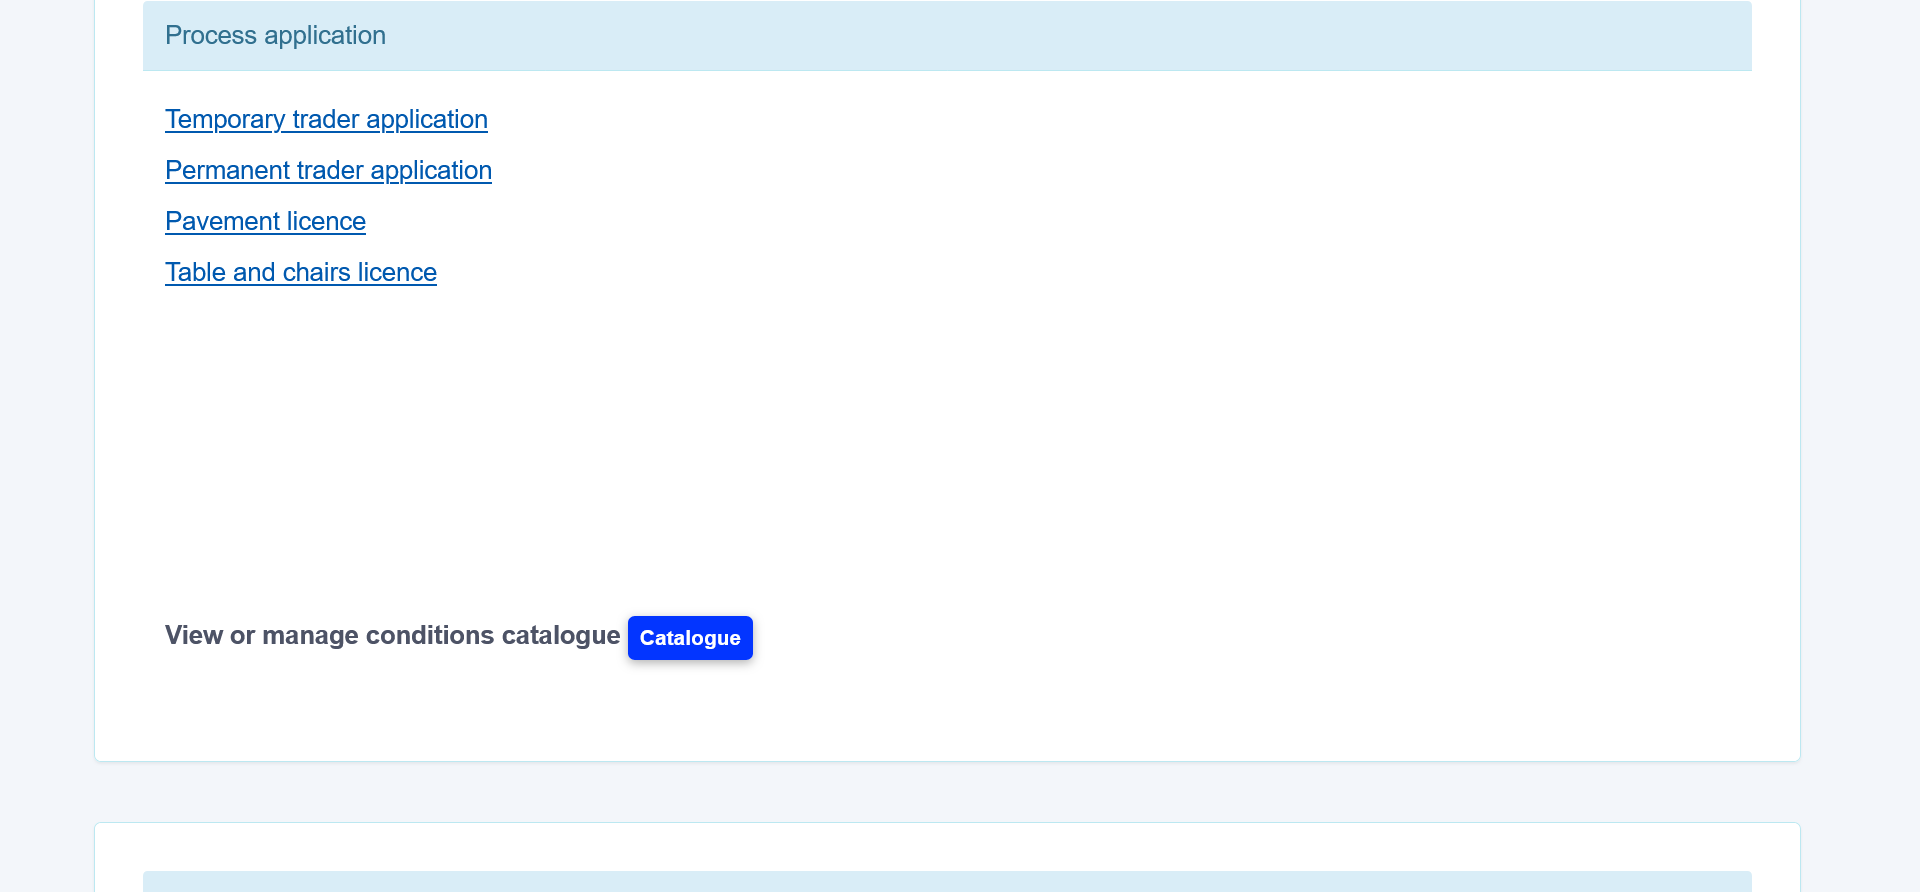 Process application
Temporary trader application
Permanent trader application
Pavement licence
Table and chairs licence
View or manage conditions catalogue Catalogue